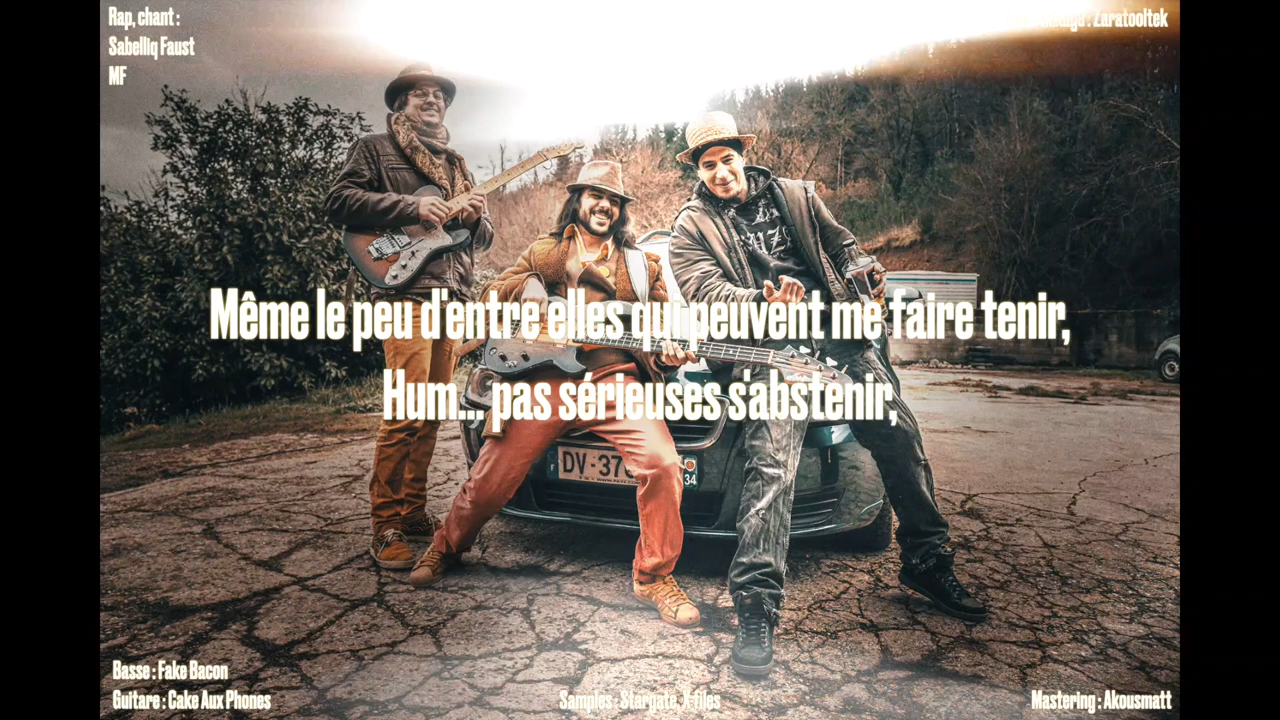 Rap, chant :
Sabelliq Faust
MF
: Zaratooltek
Même le peu d'entre elles qui peuvent me faire tenir,
Hum... pas sérieuses s'abstenir,
DV-37
34
Basse : Fake Bacon
Guitare : Cake Aux Phones
Samples : Stargate, X-files
Mastering : Akousmatt